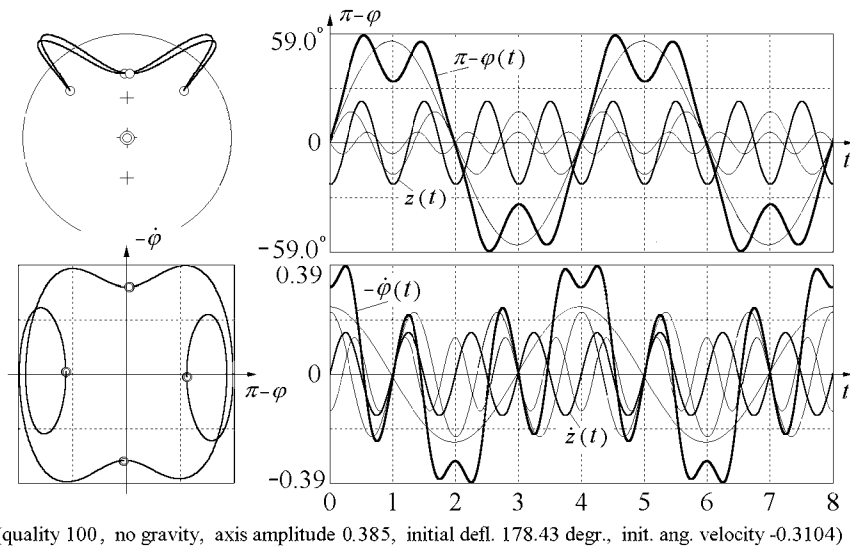 π−φ
59.0°
π−φ(t)
0
t
z(t)
−59.0°
−φ̇
0.39
−φ̇(t)
0
π−φ
t
ż(t)
−0.39
0 1 2 3 4 5 6 7 8
(quality 100, no gravity, axis amplitude 0.385, initial defl. 178.43 degr., init. ang. velocity -0.3104)